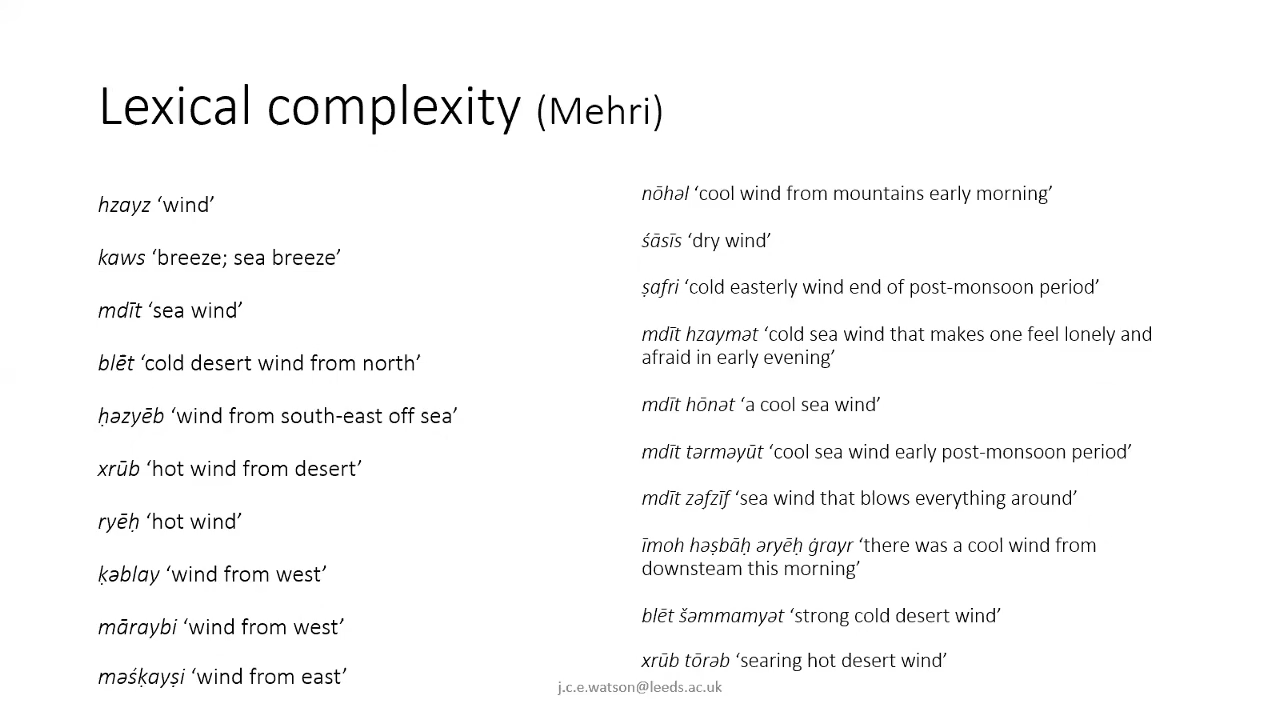 Lexical complexity (Mehri)
hzayz ‘wind’
kaws ‘breeze; sea breeze’
mdīt ‘sea wind’
blēt ‘cold desert wind from north’
ḥəzyēb ‘wind from south-east off sea’
xrūb ‘hot wind from desert’
ryēḥ ‘hot wind’
ḳəblay ‘wind from west’
māraybi ‘wind from west’
məśḳayṣi ‘wind from east’
nōhəl ‘cool wind from mountains early morning’
śāsīs ‘dry wind’
ṣafri ‘cold easterly wind end of post-monsoon period’
mdīt hzaymət ‘cold sea wind that makes one feel lonely and
afraid in early evening’
mdīt hōnət ‘a cool sea wind’
mdīt tərməyūt ‘cool sea wind early post-monsoon period’
mdīt zəfzīf ‘sea wind that blows everything around’
īmoh həṣbāḥ əryēḥ ġrayr ‘there was a cool wind from
downsteam this morning’
blēt šəmmamyət ‘strong cold desert wind’
xrūb tōrəb ‘searing hot desert wind’
j.c.e.watson@leeds.ac.uk